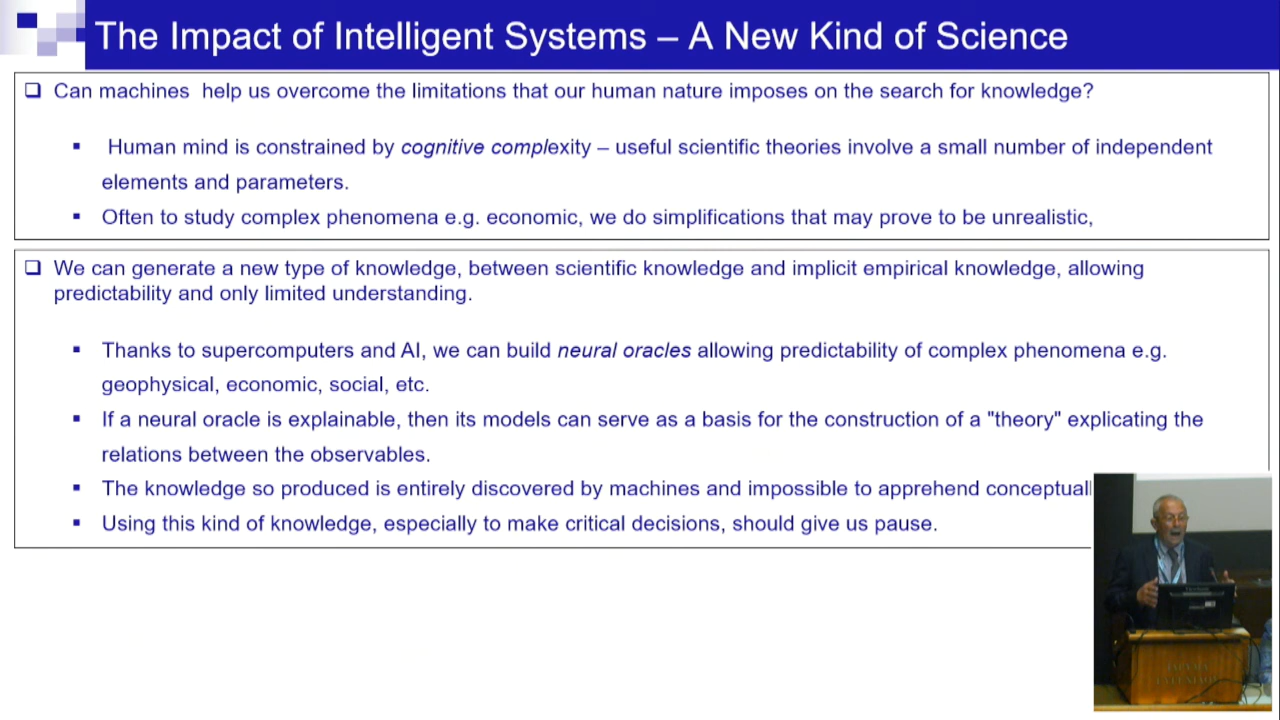 The Impact of Intelligent Systems – A New Kind of Science
❑ Can machines  help us overcome the limitations that our human nature imposes on the search for knowledge?
▪ Human mind is constrained by cognitive complexity – useful scientific theories involve a small number of independent
elements and parameters.
▪ Often to study complex phenomena e.g. economic, we do simplifications that may prove to be unrealistic,
❑ We can generate a new type of knowledge, between scientific knowledge and implicit empirical knowledge, allowing
predictability and only limited understanding.
▪ Thanks to supercomputers and AI, we can build neural oracles allowing predictability of complex phenomena e.g.
geophysical, economic, social, etc.
▪ If a neural oracle is explainable, then its models can serve as a basis for the construction of a "theory" explicating the
relations between the observables.
▪ The knowledge so produced is entirely discovered by machines and impossible to apprehend conceptuall
▪ Using this kind of knowledge, especially to make critical decisions, should give us pause.